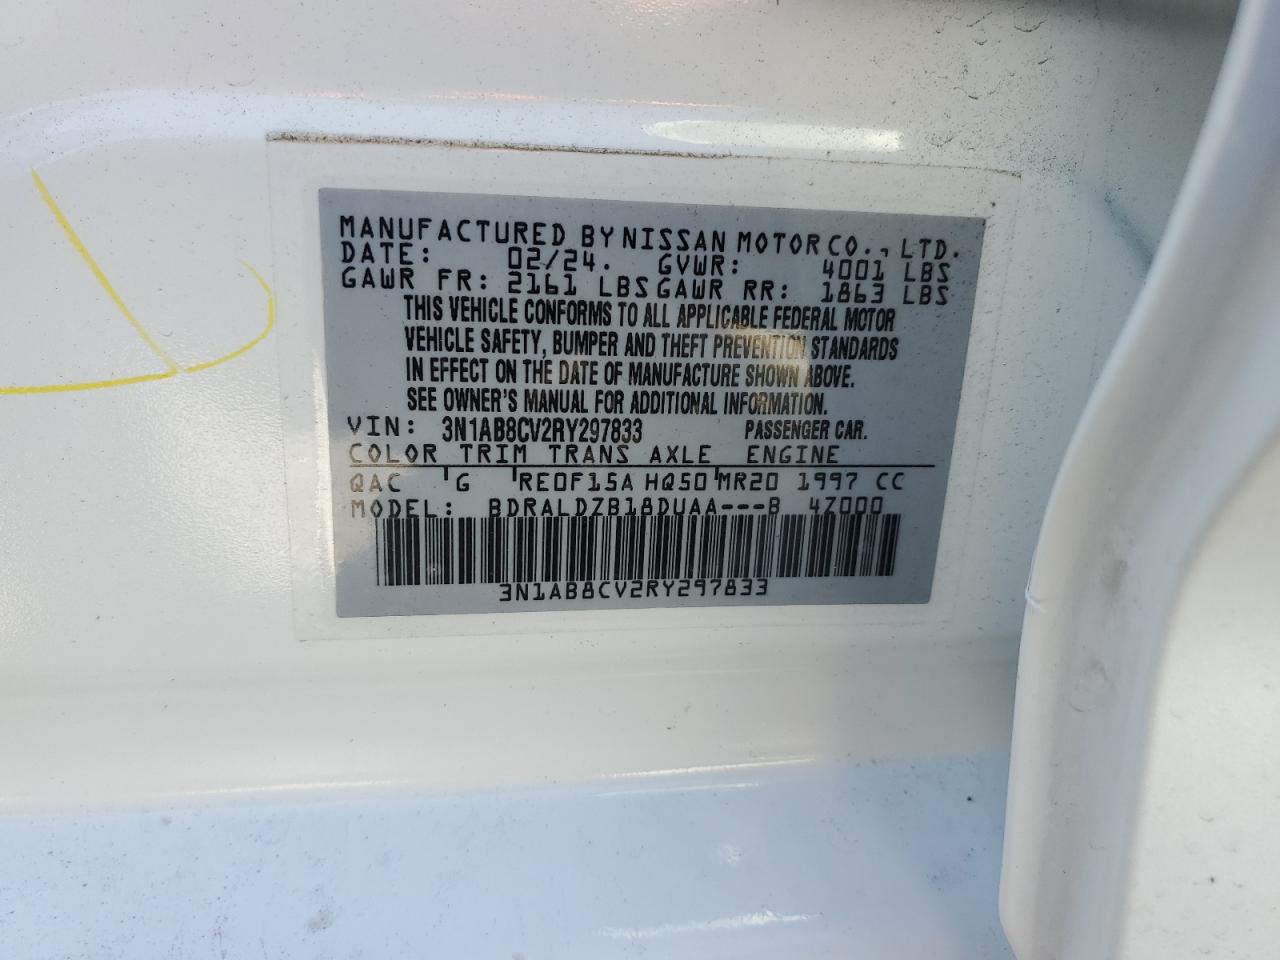 MANUFACTURED BY NISSAN MOTOR CO., LTD.
DATE: 02/24. GVWR: 4001 LBS
GAWR FR: 2161 LBS GAWR RR: 1863 LBS
THIS VEHICLE CONFORMS TO ALL APPLICABLE FEDERAL MOTOR
VEHICLE SAFETY, BUMPER AND THEFT PREVENTION STANDARDS
IN EFFECT ON THE DATE OF MANUFACTURE SHOWN ABOVE.
SEE OWNER'S MANUAL FOR ADDITIONAL INFORMATION.
VIN: 3N1AB8CV2RY297833 PASSENGER CAR.
COLOR TRIM TRANS AXLE ENGINE
QAC G RE0F15A HQ50 MR20 1997 CC
MODEL: BDRALDZB18DUAA---B 4Z000
3N1AB8CV2RY297833